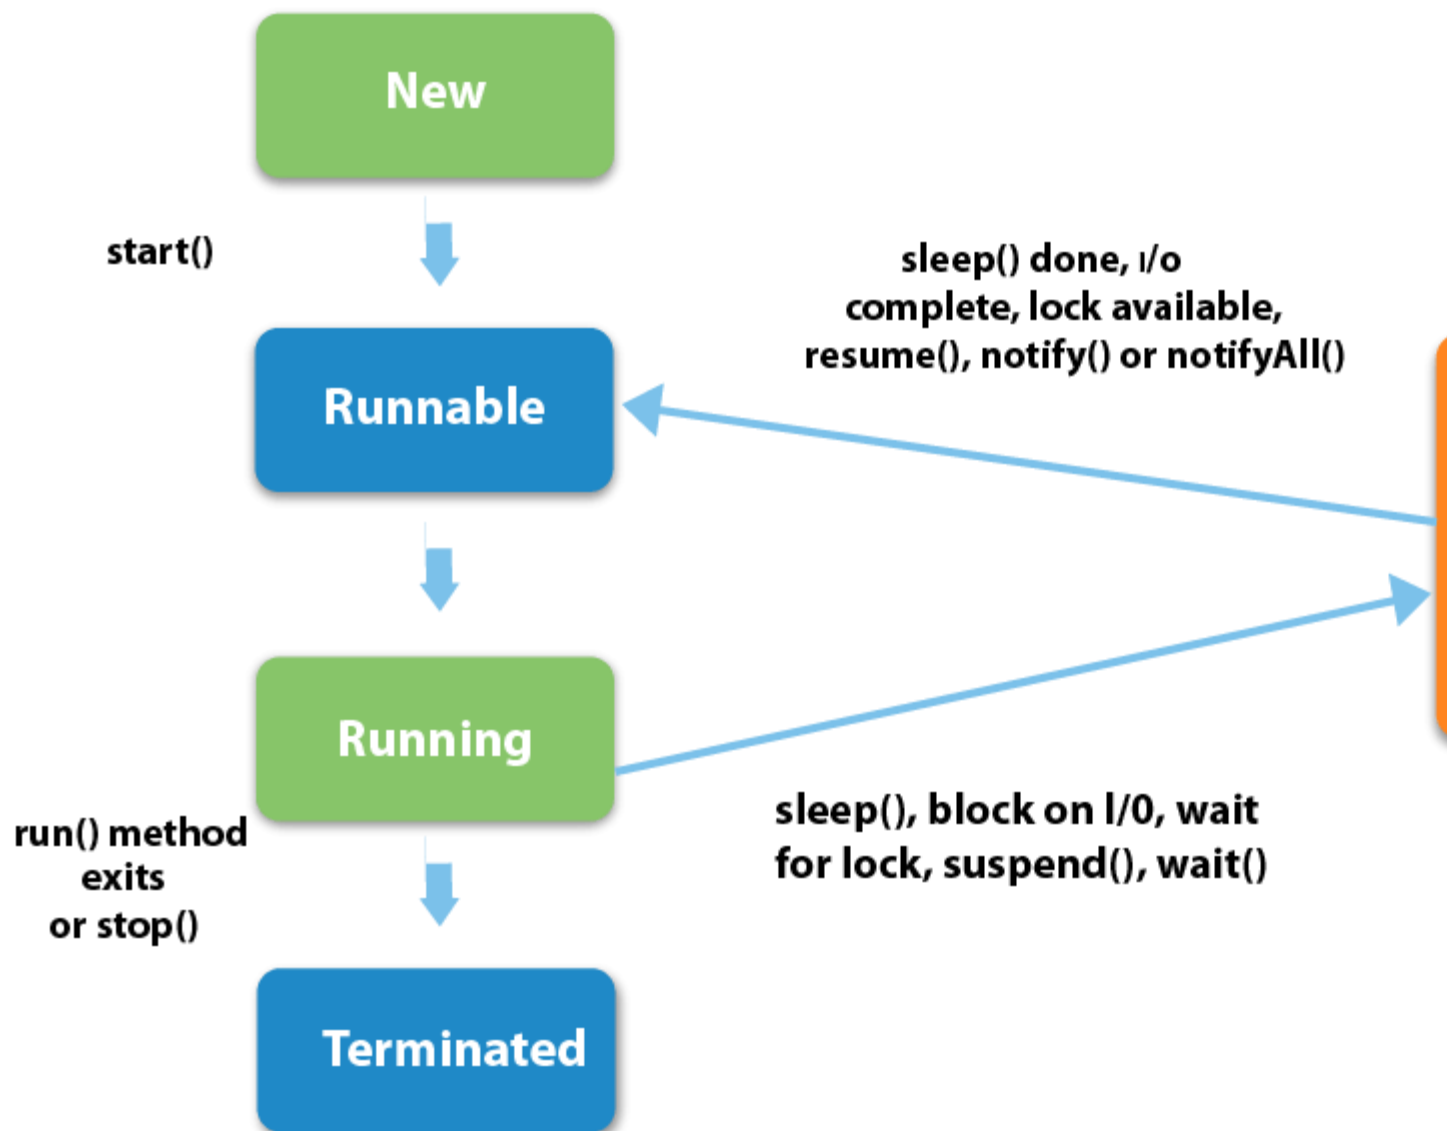 New
start()
sleep() done, I/o
complete, lock available,
resume(), notify() or notifyAll()
Runnable
Running
run() method
exits
or stop()
sleep(), block on l/0, wait
for lock, suspend(), wait()
Terminated